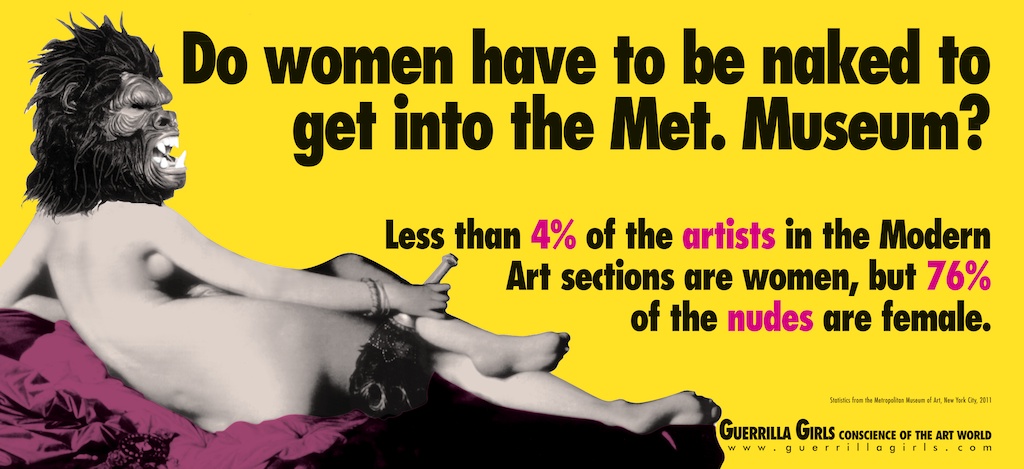 Do women have to be naked to
get into the Met. Museum?
Less than 4% of the artists in the Modern
Art sections are women, but 76%
of the nudes are female.
Statistics from the Metropolitan Museum of Art, New York City, 2011
GUERRILLA GIRLS CONSCIENCE OF THE ART WORLD
www.guerrillagirls.com